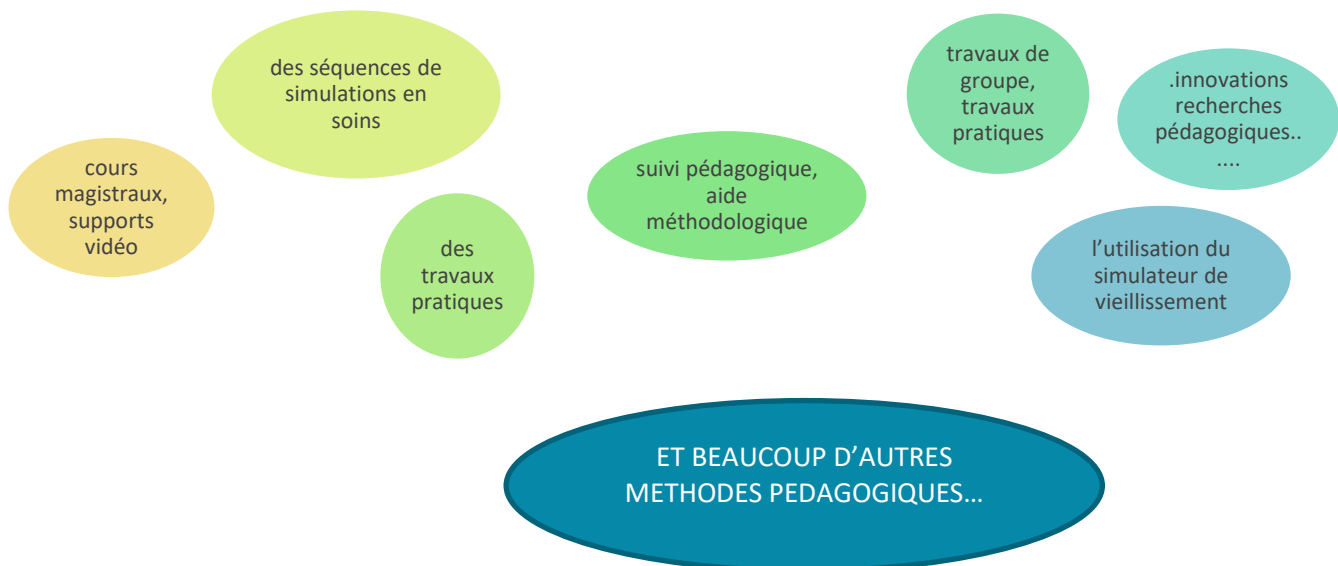 cours
magistraux,
supports
vidéo
des séquences de
simulations en
soins
des
travaux
pratiques
suivi pédagogique,
aide
méthodologique
travaux de
groupe,
travaux
pratiques
.innovations
recherches
pédagogiques..
....
l’utilisation du
simulateur de
vieillissement
ET BEAUCOUP D’AUTRES
METHODES PEDAGOGIQUES…